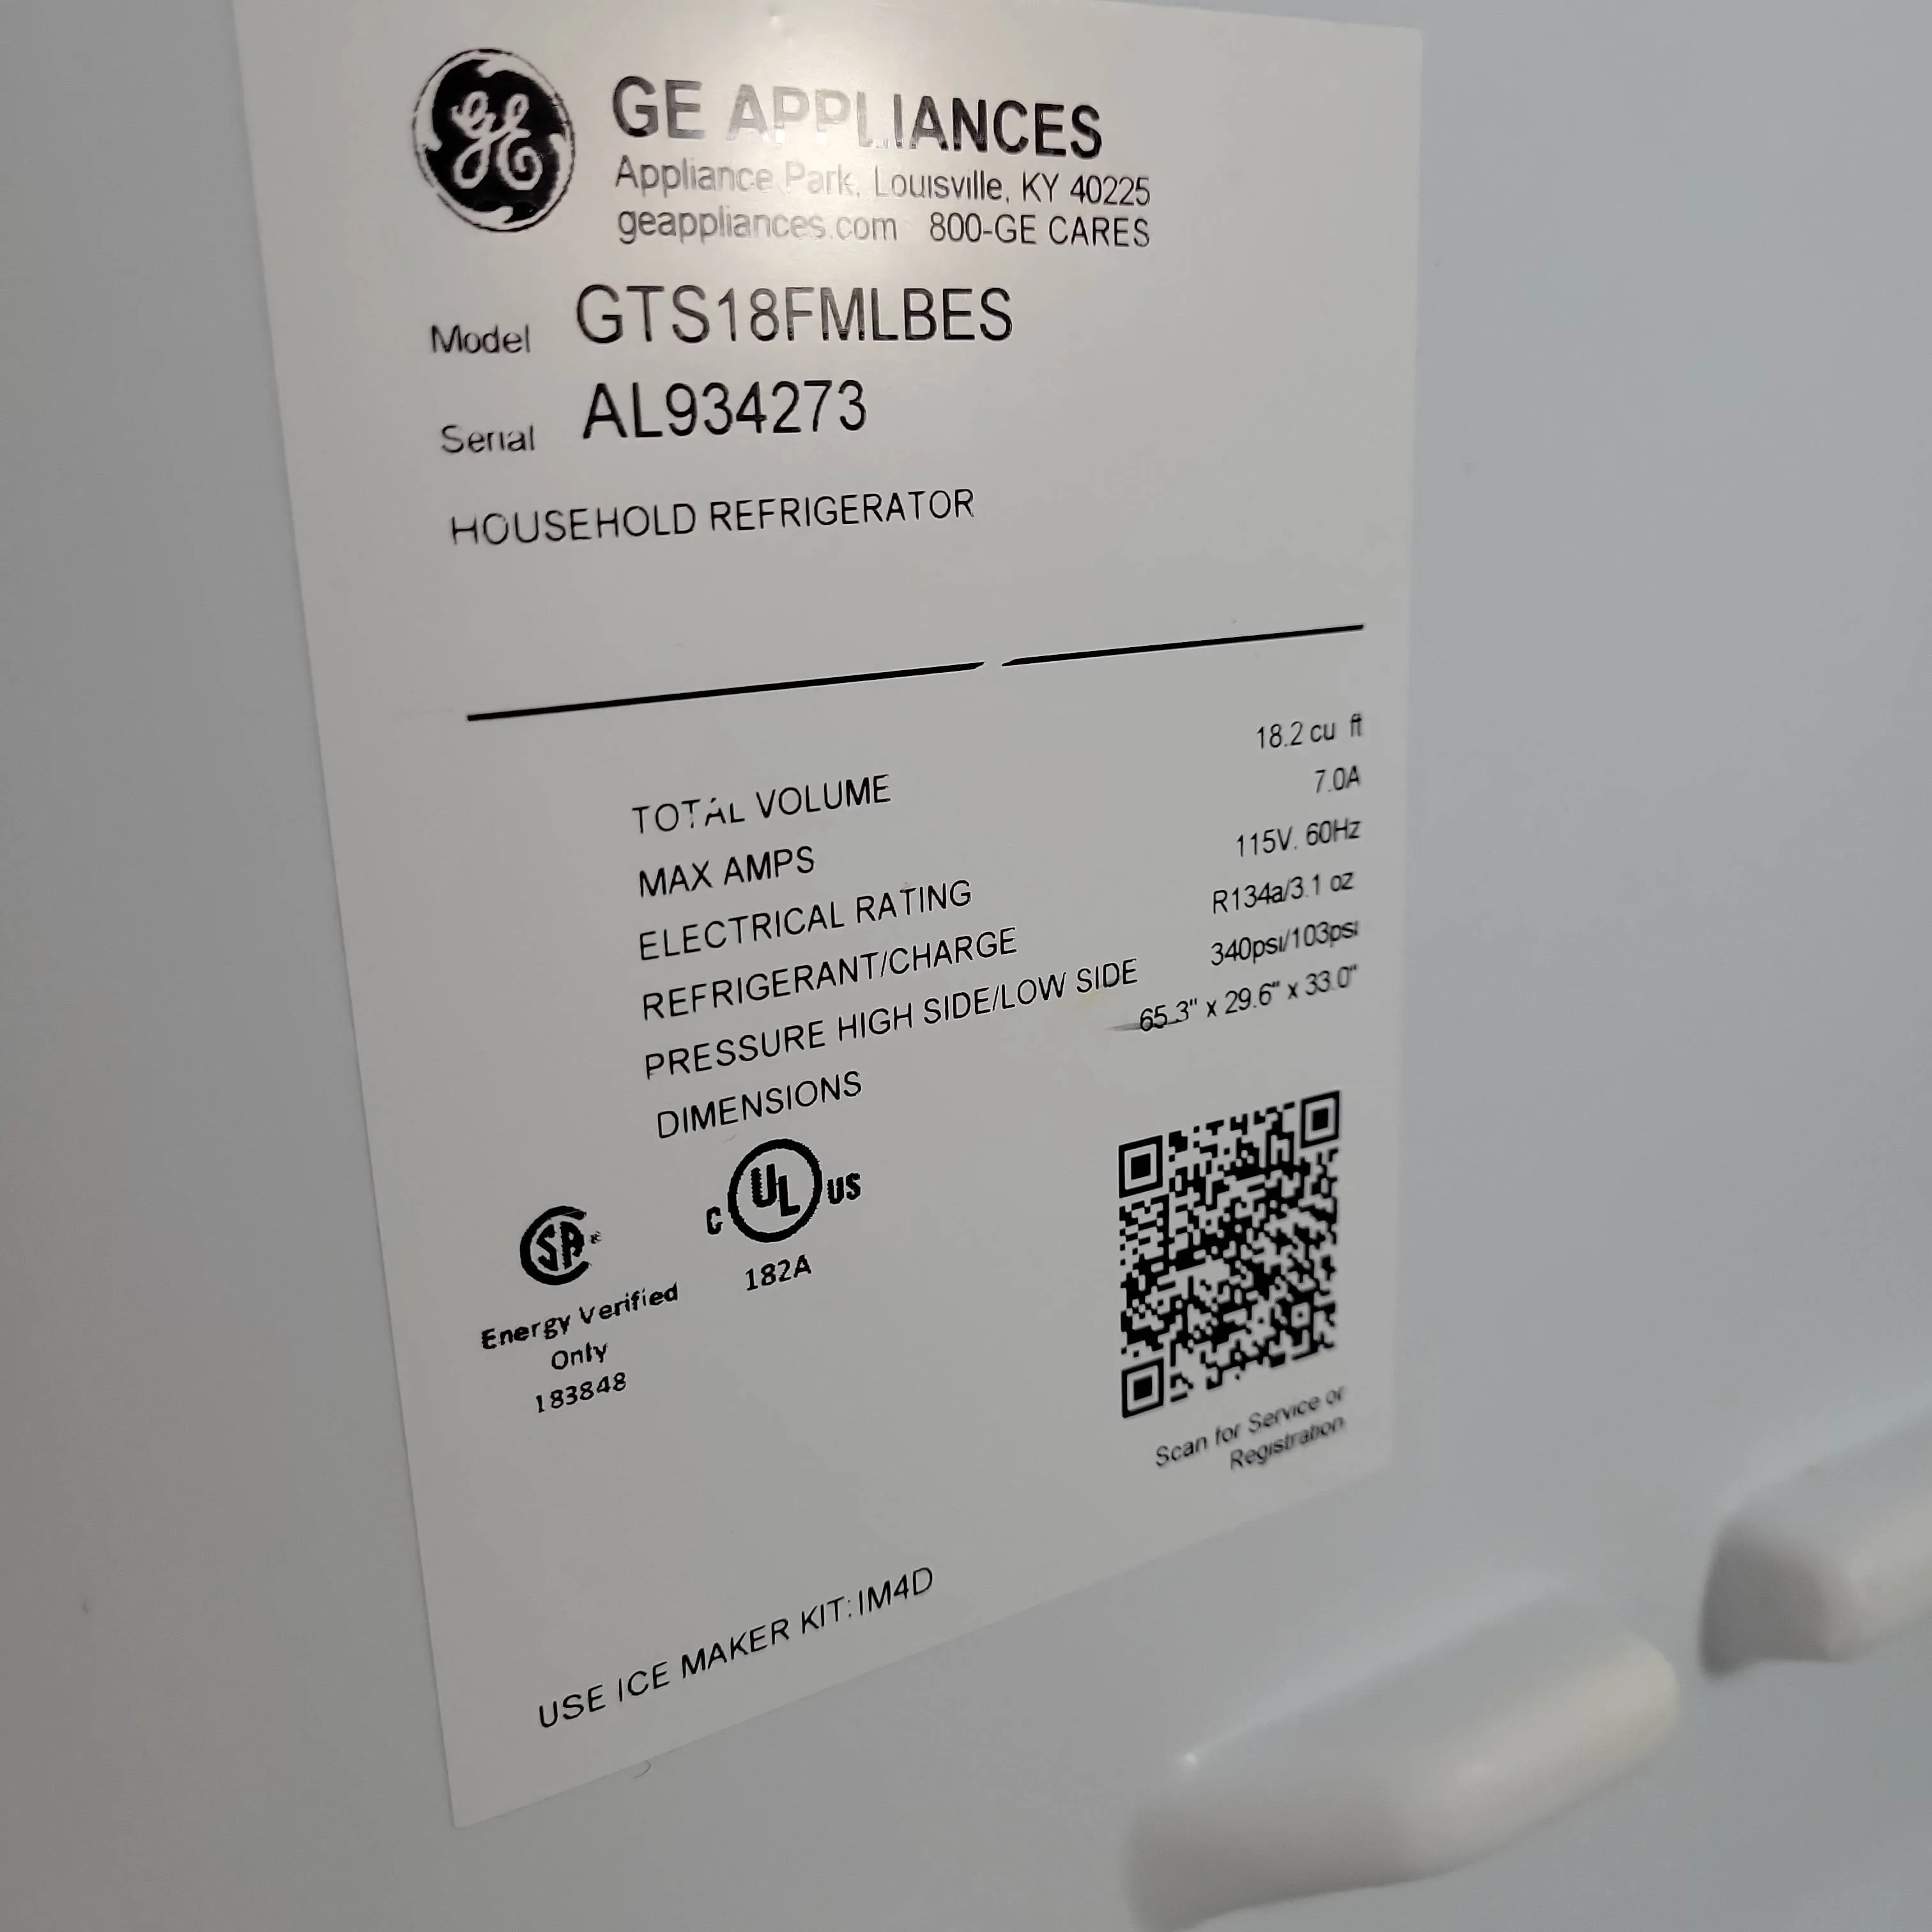 GE
GE APPLIANCES
Appliance Park, Louisville, KY 40225
geappliances.com 800-GE CARES
Model GTS18FMLBES
Serial AL934273
HOUSEHOLD REFRIGERATOR
TOTAL VOLUME 18.2 cu ft
MAX AMPS 7.0A
ELECTRICAL RATING 115V. 60Hz
REFRIGERANT/CHARGE R134a/3.1 oz
PRESSURE HIGH SIDE/LOW SIDE 340psi/103psi
DIMENSIONS 65.3" x 29.6" x 33.0"
SA ®
Energy Verified
Only
183848
C UL US
182A
Scan for Service or
Registration
USE ICE MAKER KIT: IM4D